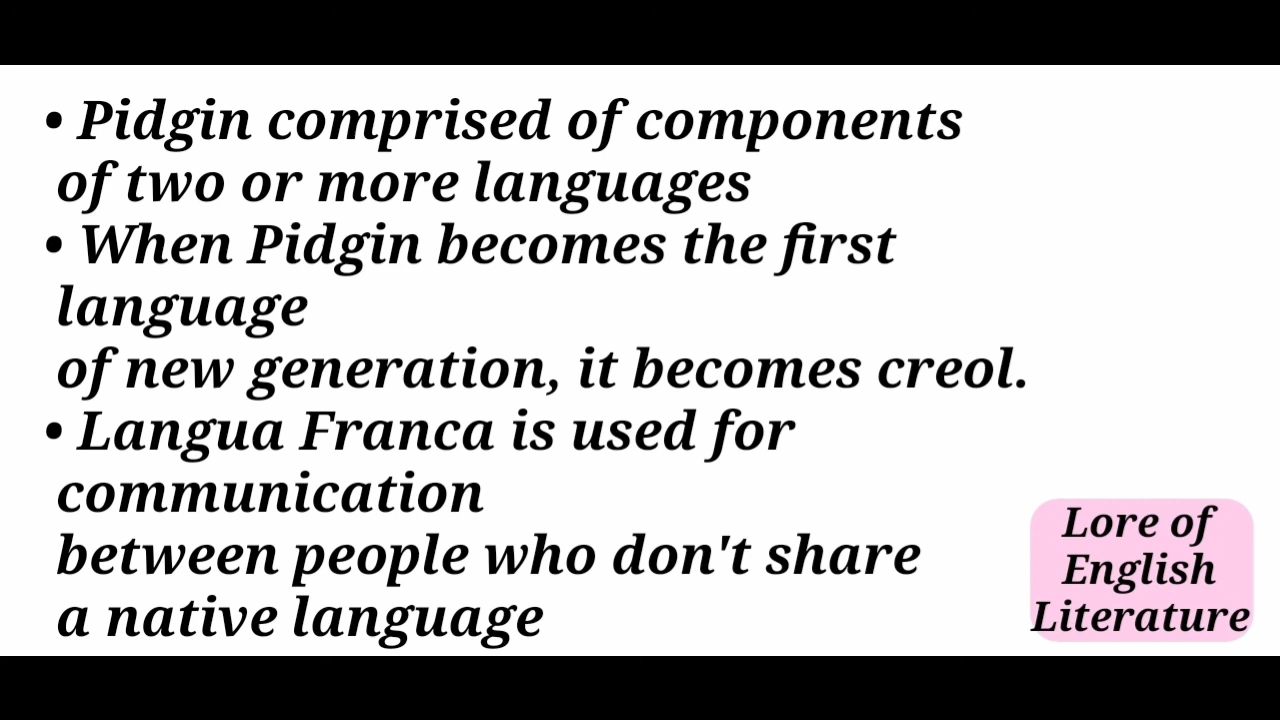 • Pidgin comprised of components
of two or more languages
• When Pidgin becomes the first
language
of new generation, it becomes creol.
• Langua Franca is used for
communication
between people who don't share
a native language
Lore of
English
Literature